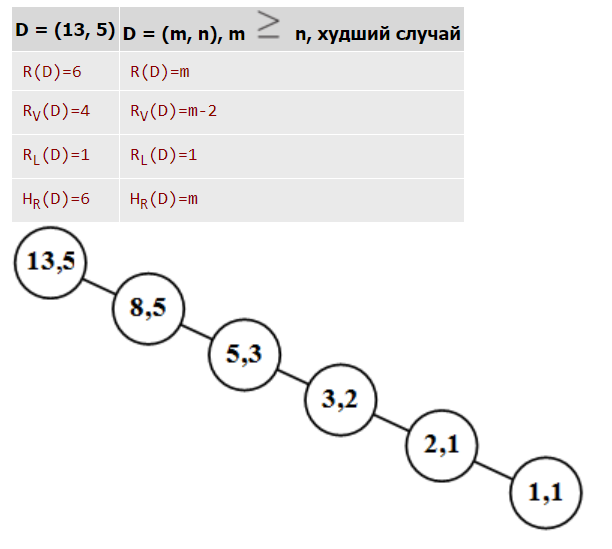 D = (13, 5) D = (m, n), m ≥ n, худший случай
R(D)=6 R(D)=m
RV(D)=4 RV(D)=m-2
RL(D)=1 RL(D)=1
HR(D)=6 HR(D)=m
13,5
8,5
5,3
3,2
2,1
1,1